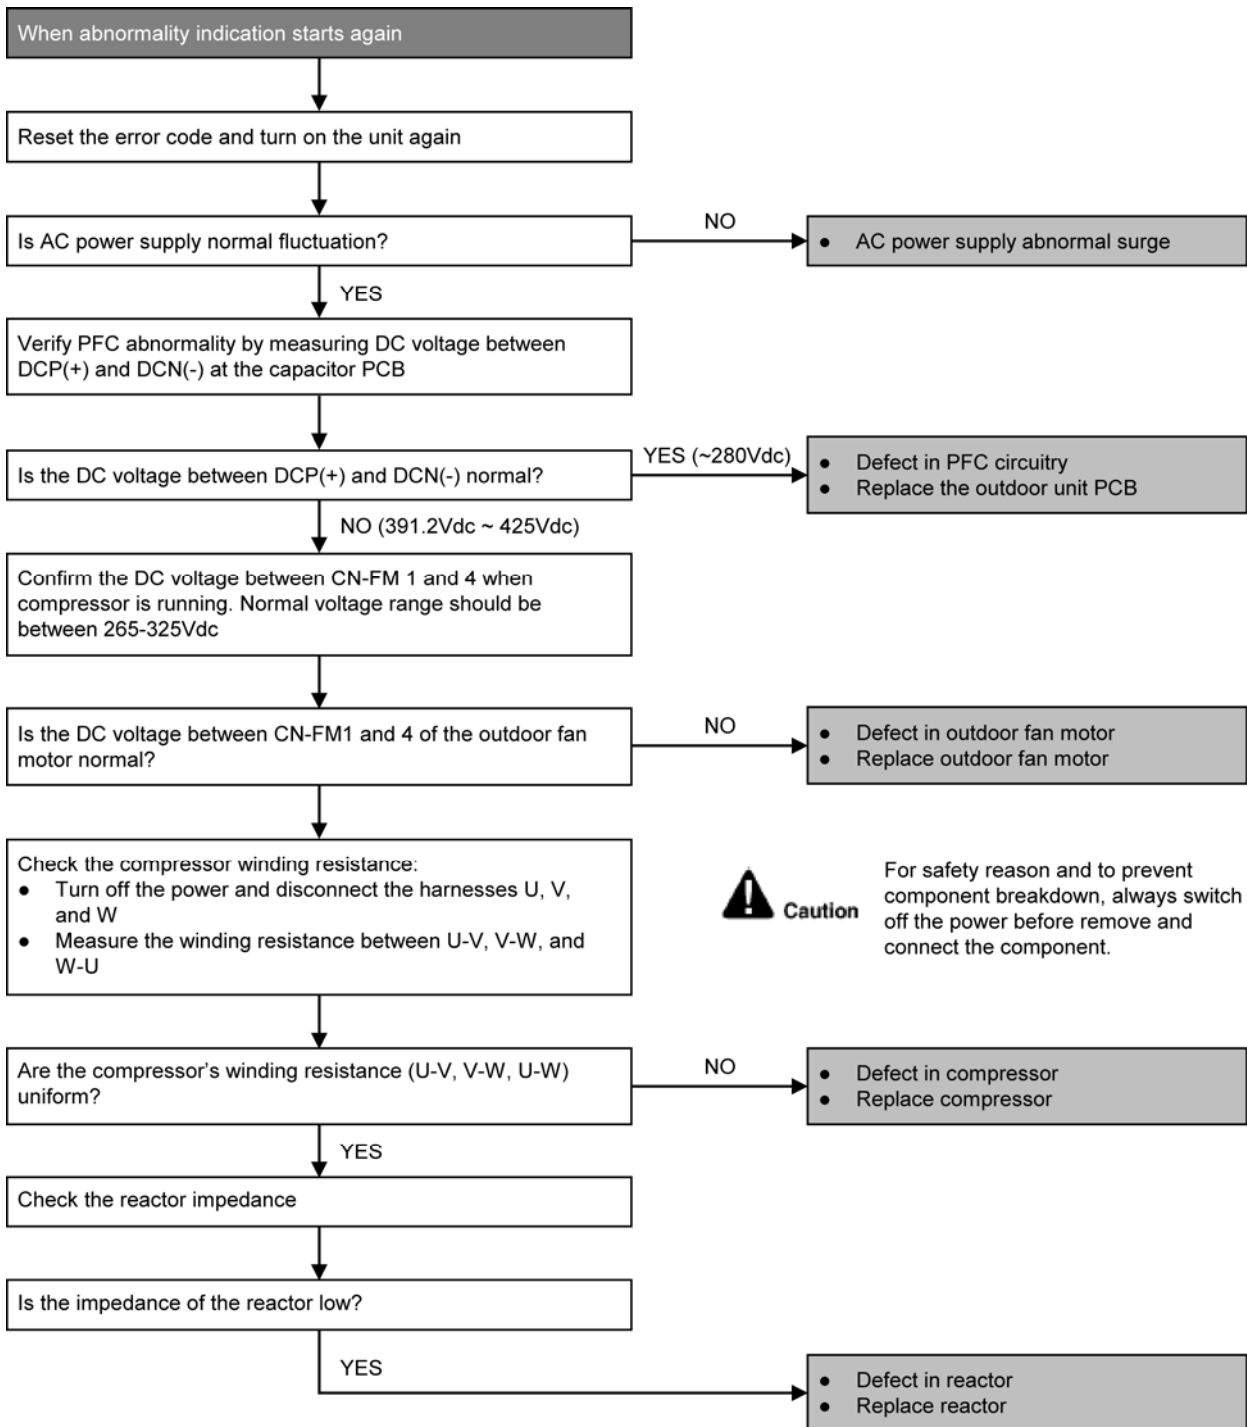 When abnormality indication starts again
Reset the error code and turn on the unit again
Is AC power supply normal fluctuation?
NO
● AC power supply abnormal surge
YES
Verify PFC abnormality by measuring DC voltage between
DCP(+) and DCN(-) at the capacitor PCB
Is the DC voltage between DCP(+) and DCN(-) normal?
YES (~280Vdc)
● Defect in PFC circuitry
● Replace the outdoor unit PCB
NO (391.2Vdc ~ 425Vdc)
Confirm the DC voltage between CN-FM 1 and 4 when
compressor is running. Normal voltage range should be
between 265-325Vdc
Is the DC voltage between CN-FM1 and 4 of the outdoor fan
motor normal?
NO
● Defect in outdoor fan motor
● Replace outdoor fan motor
Check the compressor winding resistance:
● Turn off the power and disconnect the harnesses U, V,
and W
● Measure the winding resistance between U-V, V-W, and
W-U
Caution
For safety reason and to prevent
component breakdown, always switch
off the power before remove and
connect the component.
Are the compressor’s winding resistance (U-V, V-W, U-W)
uniform?
NO
● Defect in compressor
● Replace compressor
YES
Check the reactor impedance
Is the impedance of the reactor low?
YES
● Defect in reactor
● Replace reactor